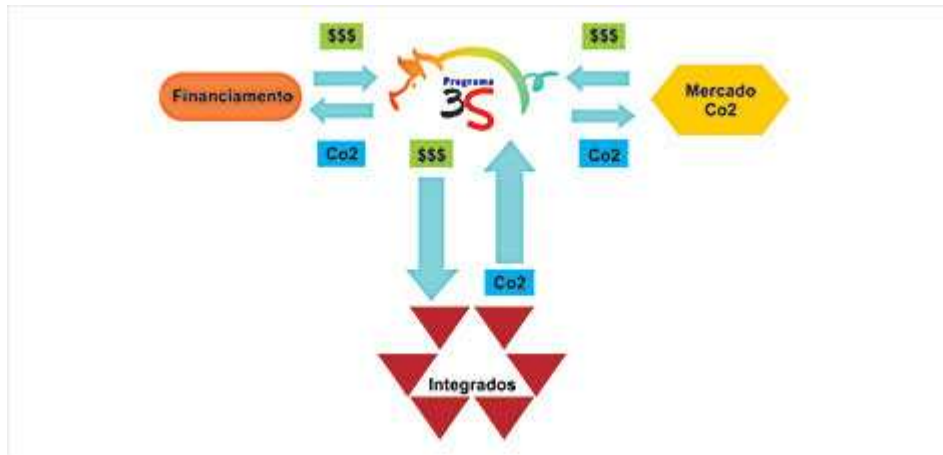 $$$
$$$
Financiamento
Programa
3S
Mercado
Co2
Co2
$$$
Co2
Co2
Integrados